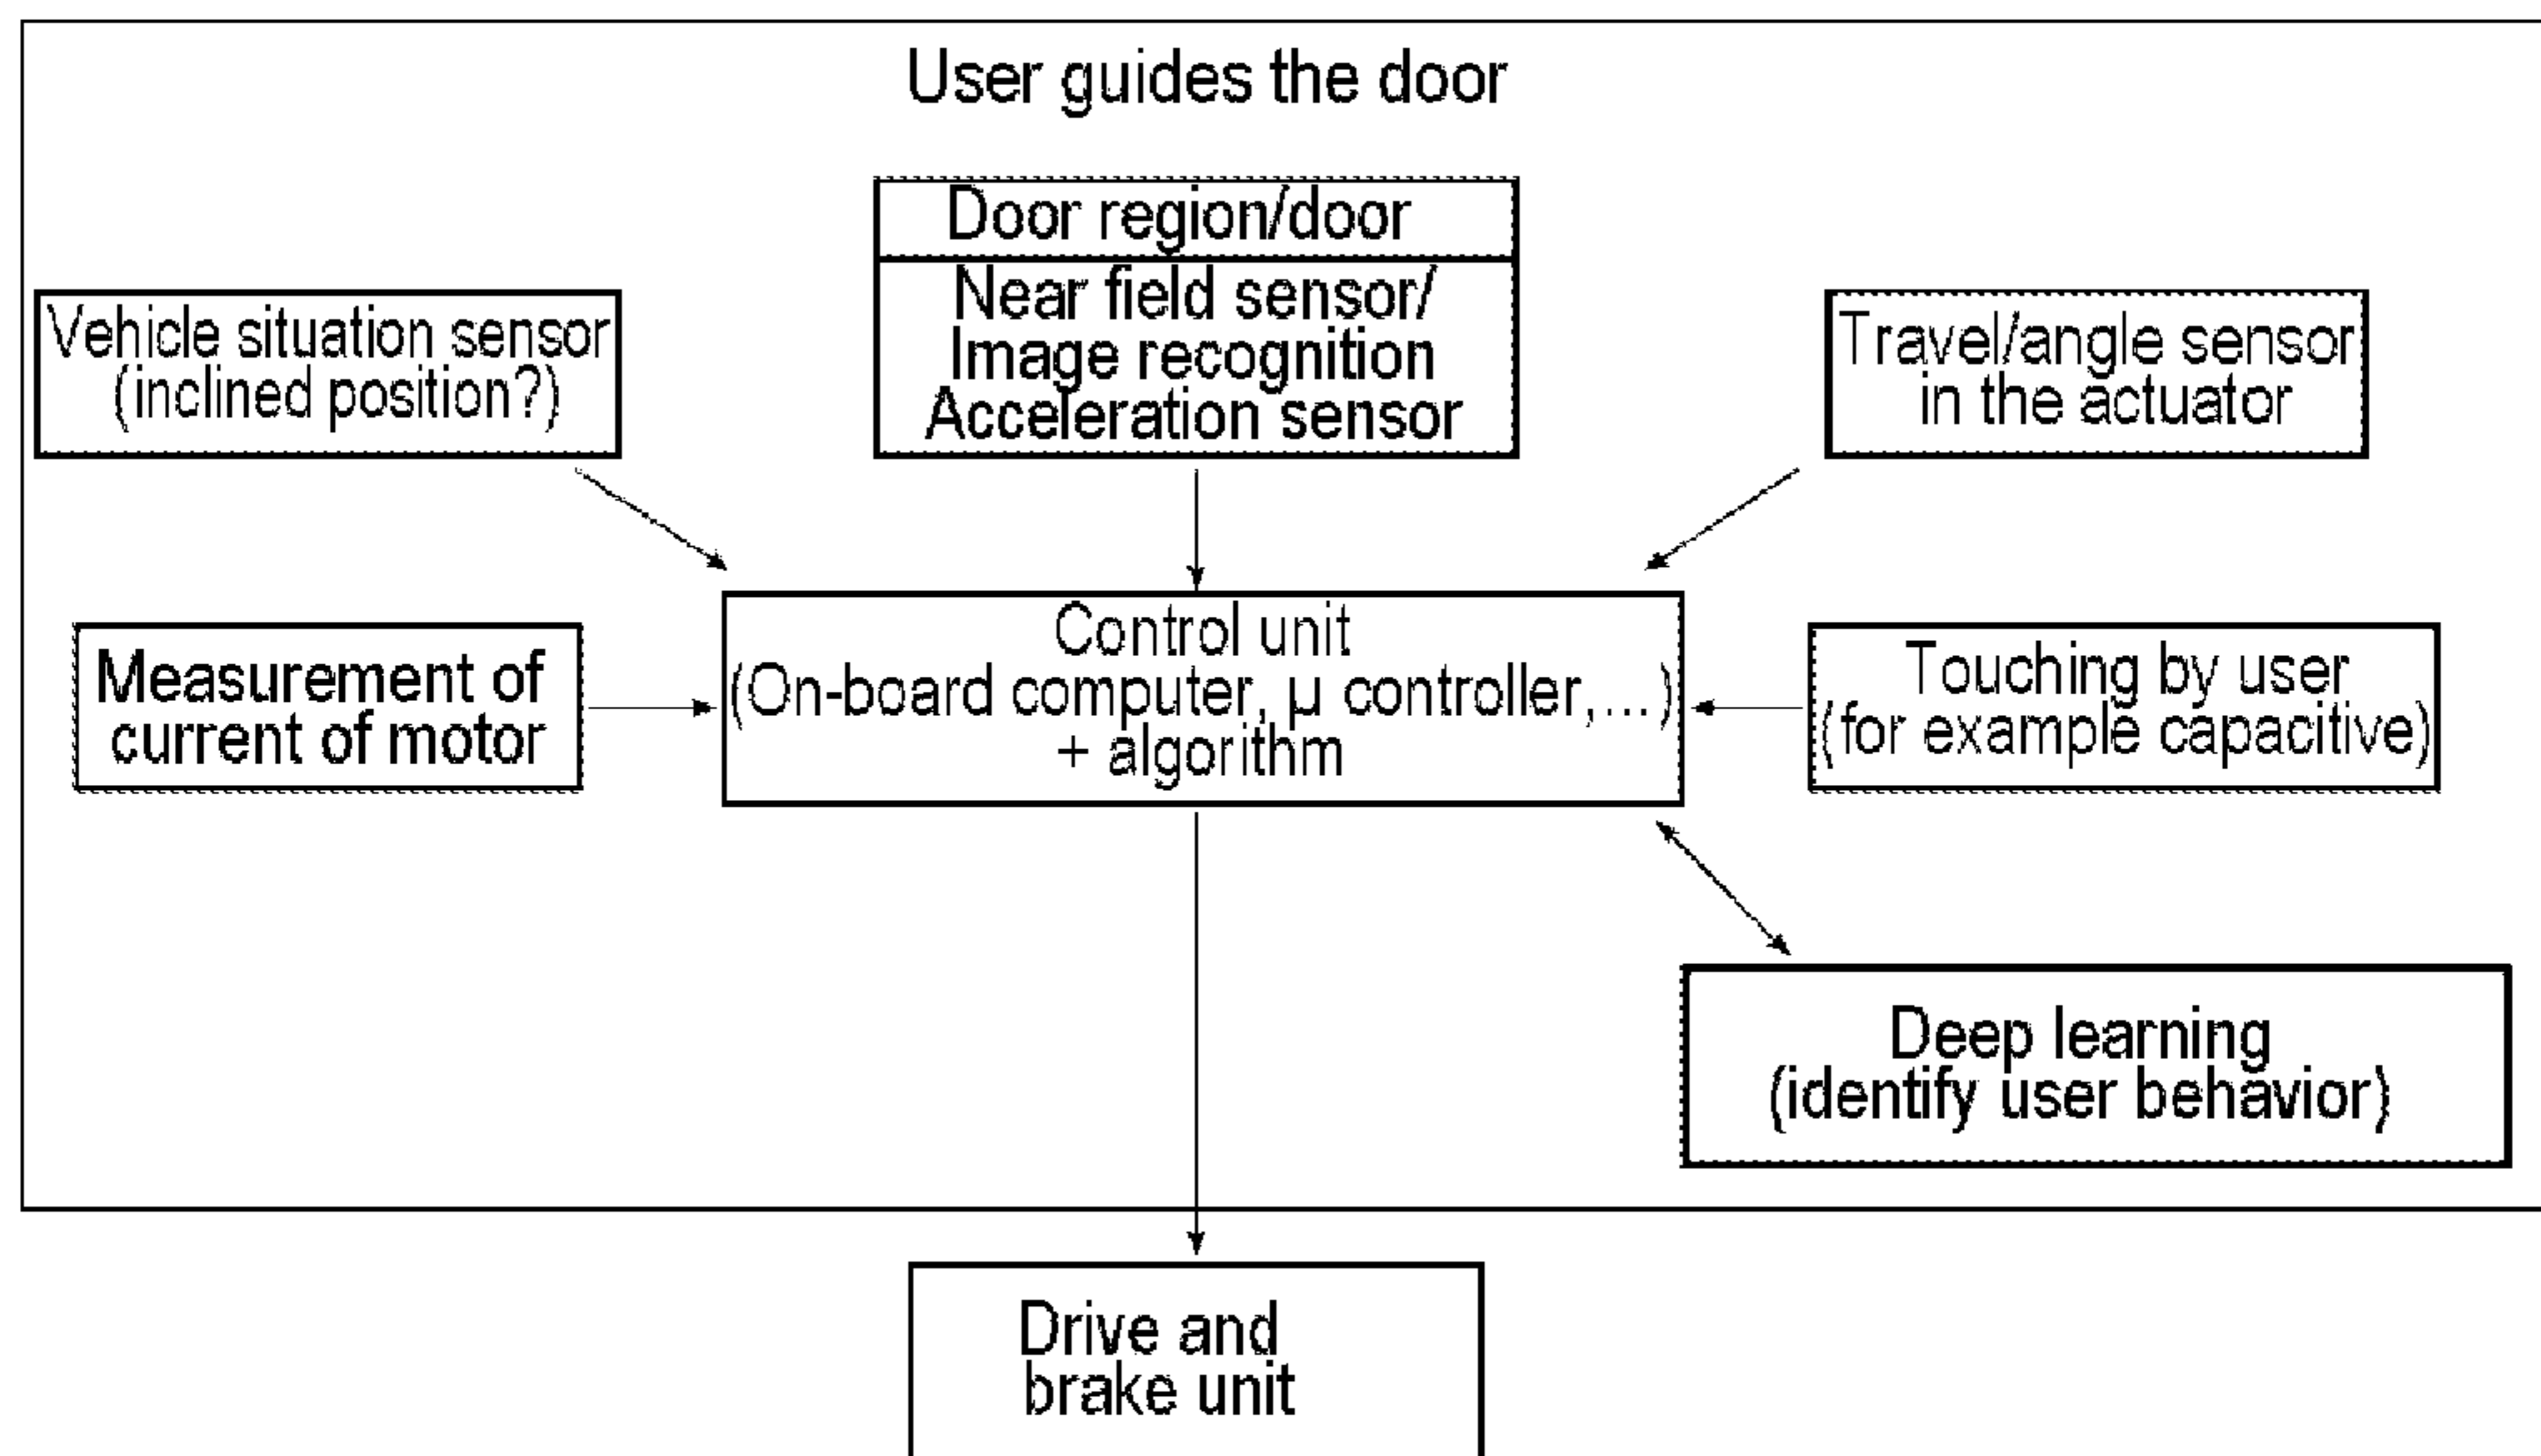 User guides the door
Door region/door
Near field sensor/
Image recognition
Acceleration sensor
Vehicle situation sensor
(inclined position?)
Travel/angle sensor
in the actuator
Measurement of
current of motor
Control unit
(On-board computer, μ controller,...)
+ algorithm
Touching by user
(for example capacitive)
Deep learning
(identify user behavior)
Drive and
brake unit